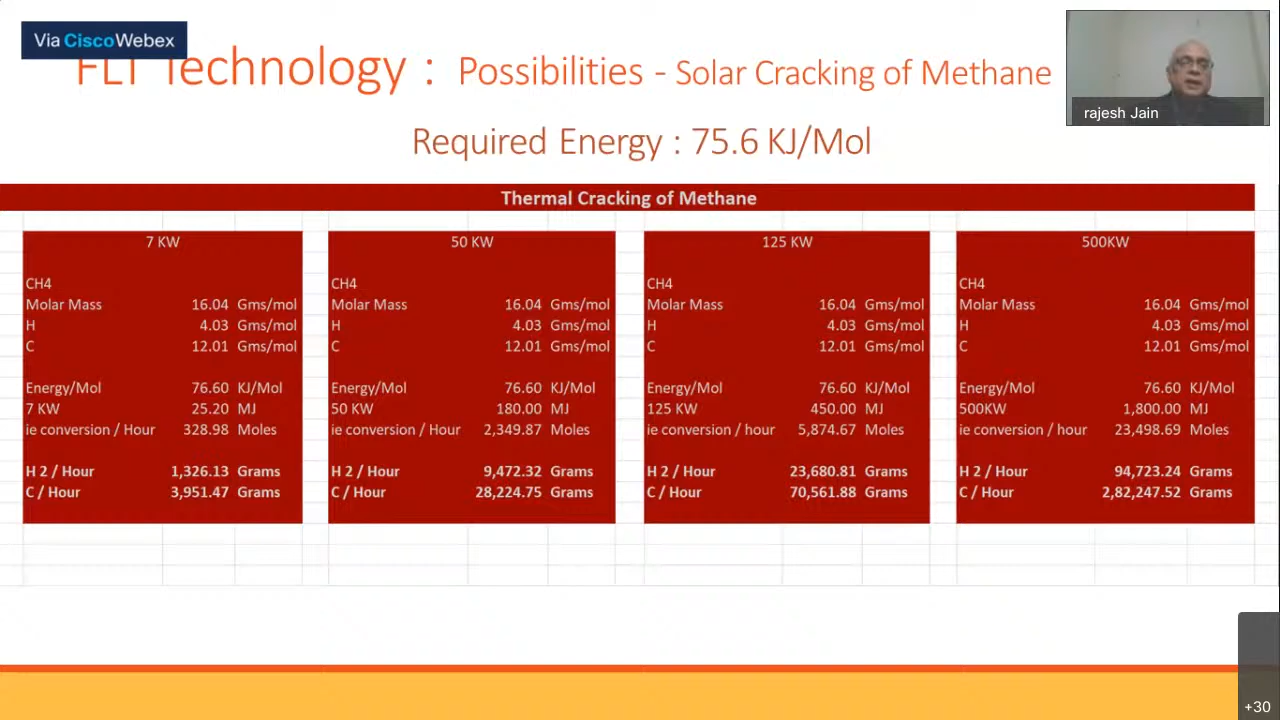 Via Cisco Webex
FLT Technology : Possibilities - Solar Cracking of Methane
rajesh Jain
Required Energy : 75.6 KJ/Mol
Thermal Cracking of Methane
7 KW
CH4
Molar Mass 16.04 Gms/mol
H 4.03 Gms/mol
C 12.01 Gms/mol
Energy/Mol 76.60 KJ/Mol
7 KW 25.20 MJ
ie conversion / Hour 328.98 Moles
H 2 / Hour 1,326.13 Grams
C / Hour 3,951.47 Grams
50 KW
CH4
Molar Mass 16.04 Gms/mol
H 4.03 Gms/mol
C 12.01 Gms/mol
Energy/Mol 76.60 KJ/Mol
50 KW 180.00 MJ
ie conversion / Hour 2,349.87 Moles
H 2 / Hour 9,472.32 Grams
C / Hour 28,224.75 Grams
125 KW
CH4
Molar Mass 16.04 Gms/mol
H 4.03 Gms/mol
C 12.01 Gms/mol
Energy/Mol 76.60 KJ/Mol
125 KW 450.00 MJ
ie conversion / hour 5,874.67 Moles
H 2 / Hour 23,680.81 Grams
C / Hour 70,561.88 Grams
500KW
CH4
Molar Mass 16.04 Gms/mol
H 4.03 Gms/mol
C 12.01 Gms/mol
Energy/Mol 76.60 KJ/Mol
500KW 1,800.00 MJ
ie conversion / hour 23,498.69 Moles
H 2 / Hour 94,723.24 Grams
C / Hour 2,82,247.52 Grams
+30